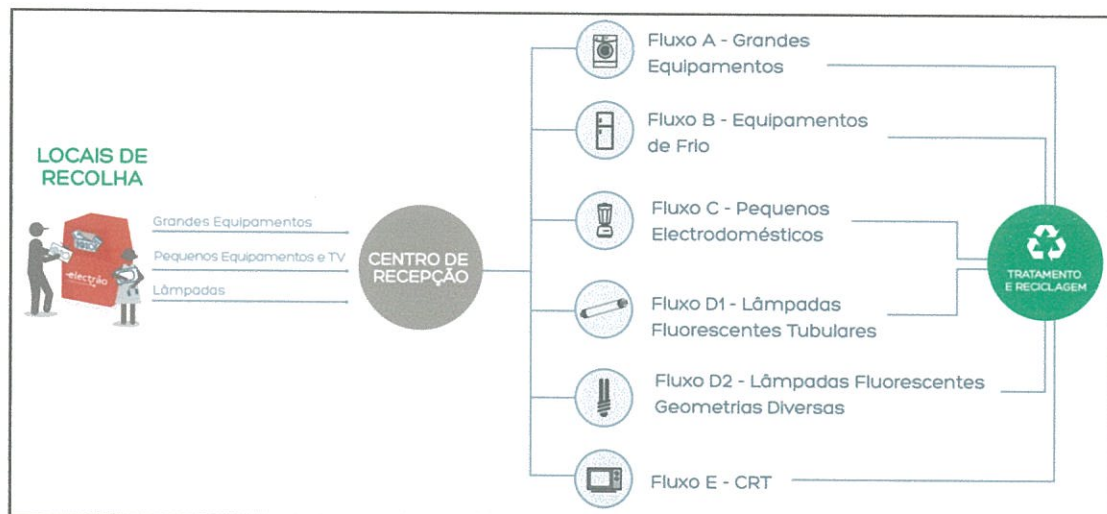 LOCAIS DE
RECOLHA
electrão
Grandes Equipamentos
Pequenos Equipamentos e TV
Lâmpadas
CENTRO DE
RECEPÇÃO
Fluxo A - Grandes
Equipamentos
Fluxo B - Equipamentos
de Frio
Fluxo C - Pequenos
Electrodomésticos
Fluxo D1 - Lâmpadas
Fluorescentes Tubulares
Fluxo D2 - Lâmpadas Fluorescentes
Geometrias Diversas
Fluxo E - CRT
TRATAMENTO
E RECICLAGEM